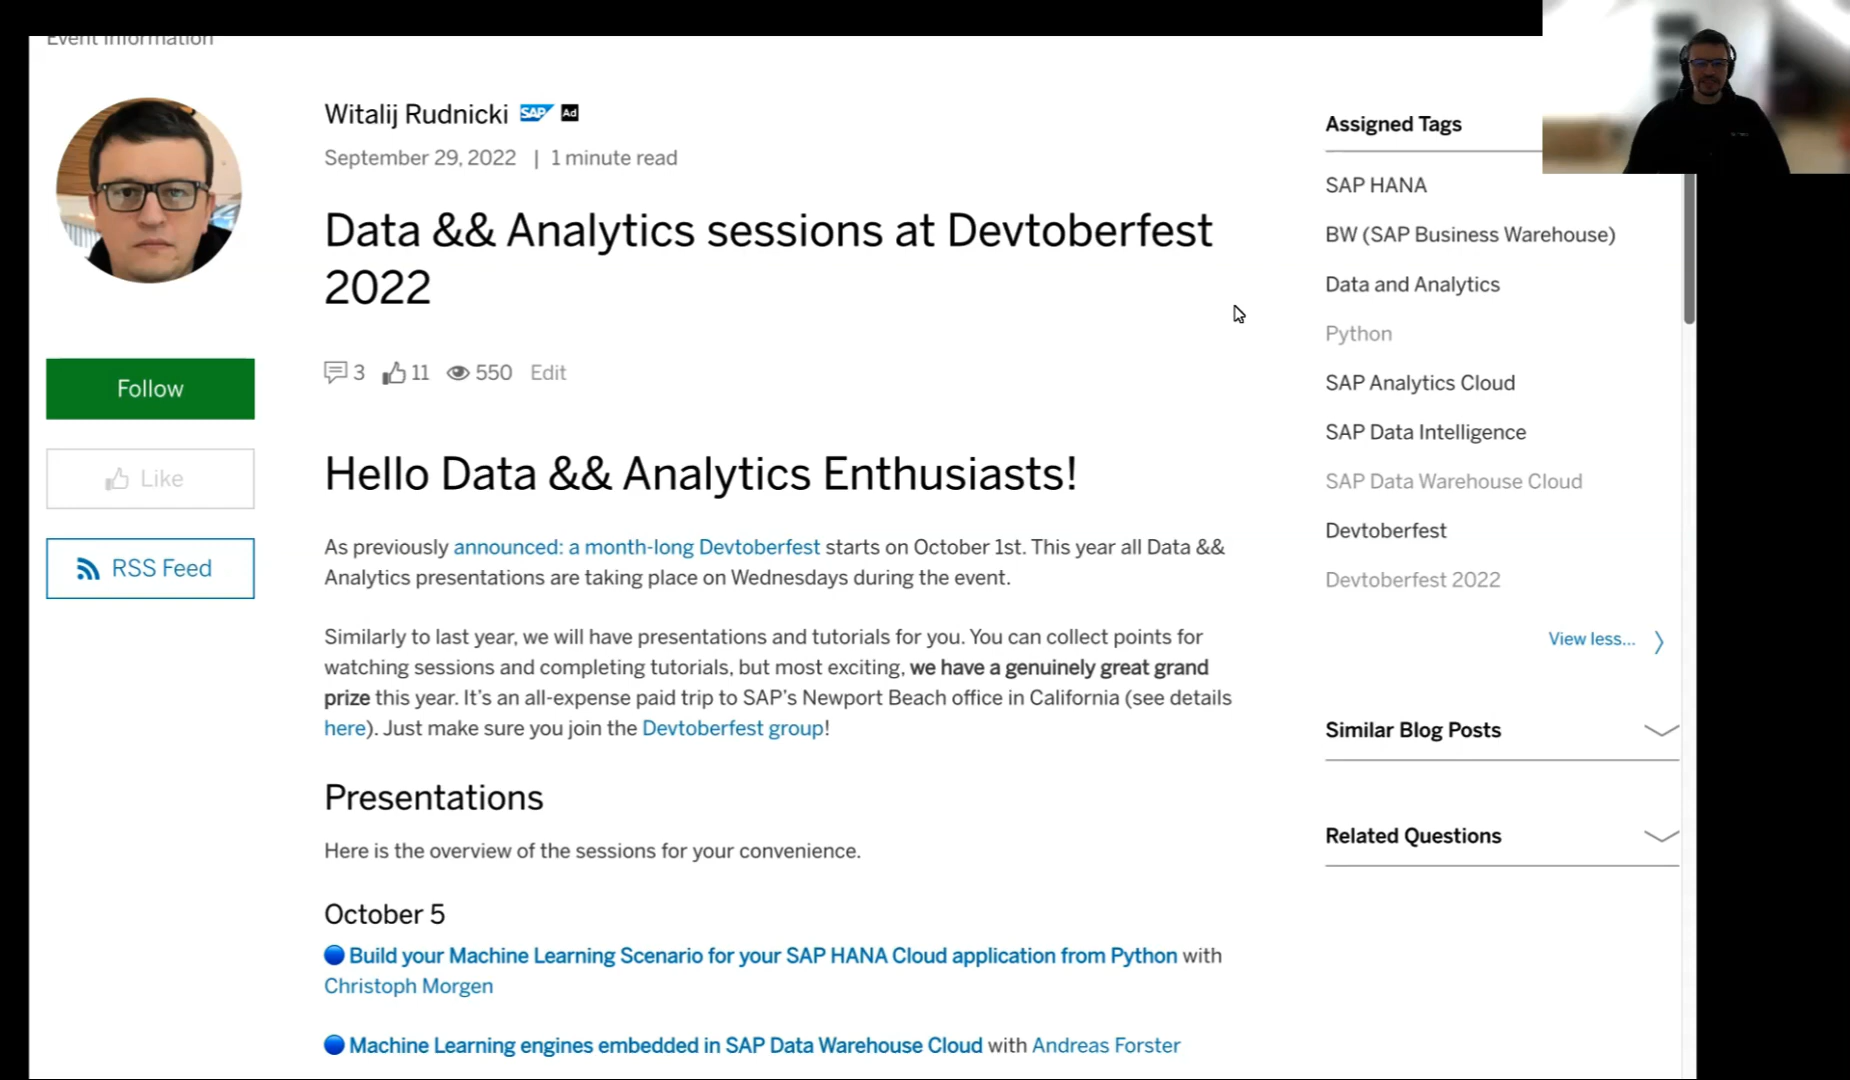 Event Information
Witalij Rudnicki SAP Ad
September 29, 2022 | 1 minute read
Data && Analytics sessions at Devtoberfest
2022
3 11 550 Edit
Follow
Like
RSS Feed
Hello Data && Analytics Enthusiasts!
As previously announced: a month-long Devtoberfest starts on October 1st. This year all Data &&
Analytics presentations are taking place on Wednesdays during the event.
Similarly to last year, we will have presentations and tutorials for you. You can collect points for
watching sessions and completing tutorials, but most exciting, we have a genuinely great grand
prize this year. It's an all-expense paid trip to SAP's Newport Beach office in California (see details
here). Just make sure you join the Devtoberfest group!
Presentations
Here is the overview of the sessions for your convenience.
October 5
Build your Machine Learning Scenario for your SAP HANA Cloud application from Python with
Christoph Morgen
Machine Learning engines embedded in SAP Data Warehouse Cloud with Andreas Forster
Assigned Tags
SAP HANA
BW (SAP Business Warehouse)
Data and Analytics
Python
SAP Analytics Cloud
SAP Data Intelligence
SAP Data Warehouse Cloud
Devtoberfest
Devtoberfest 2022
View less...
Similar Blog Posts
Related Questions